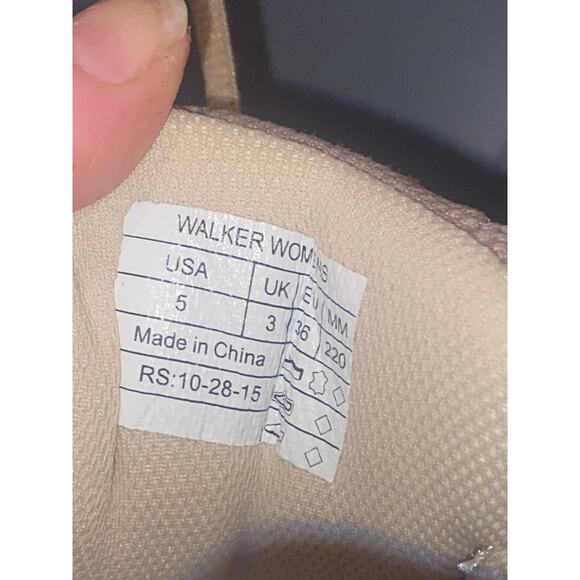 WALKER WOMENS
USA UK EU MM
5 3 36 220
Made in China
RS:10-28-15